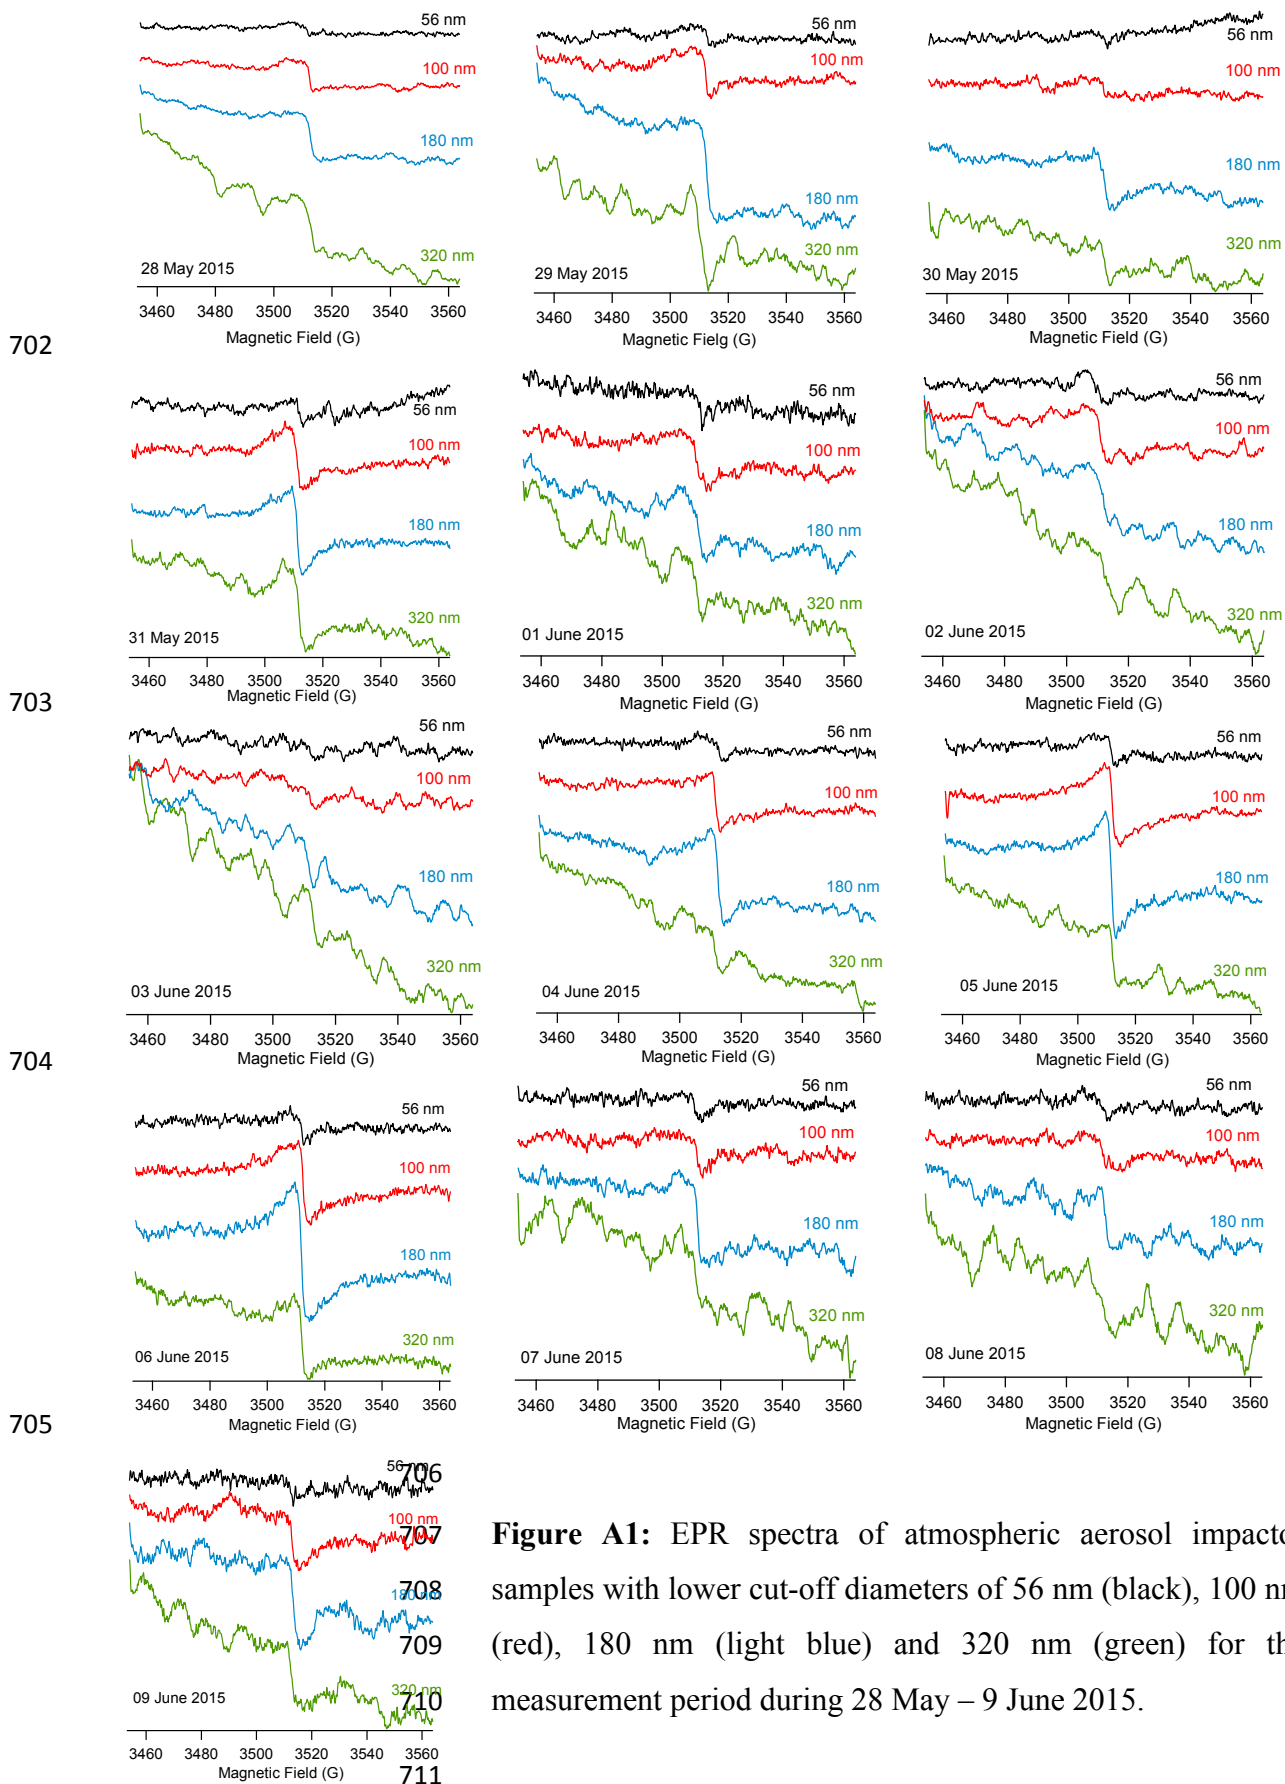 56 nm
100 nm
180 nm
320 nm
28 May 2015
3460 3480 3500 3520 3540 3560
Magnetic Field (G)
56 nm
100 nm
180 nm
320 nm
29 May 2015
3460 3480 3500 3520 3540 3560
Magnetic Fielg (G)
56 nm
100 nm
180 nm
320 nm
30 May 2015
3460 3480 3500 3520 3540 3560
Magnetic Field (G)
702
56 nm
100 nm
180 nm
320 nm
31 May 2015
3460 3480 3500 3520 3540 3560
Magnetic Field (G)
56 nm
100 nm
180 nm
320 nm
01 June 2015
3460 3480 3500 3520 3540 3560
Magnetic Field (G)
56 nm
100 nm
180 nm
320 nm
02 June 2015
3460 3480 3500 3520 3540 3560
Magnetic Field (G)
703
56 nm
100 nm
180 nm
320 nm
03 June 2015
3460 3480 3500 3520 3540 3560
Magnetic Field (G)
56 nm
100 nm
180 nm
320 nm
04 June 2015
3460 3480 3500 3520 3540 3560
Magnetic Field (G)
56 nm
100 nm
180 nm
320 nm
05 June 2015
3460 3480 3500 3520 3540 3560
Magnetic Field (G)
704
56 nm
100 nm
180 nm
320 nm
06 June 2015
3460 3480 3500 3520 3540 3560
Magnetic Field (G)
56 nm
100 nm
180 nm
320 nm
07 June 2015
3460 3480 3500 3520 3540 3560
Magnetic Field (G)
56 nm
100 nm
180 nm
320 nm
08 June 2015
3460 3480 3500 3520 3540 3560
Magnetic Field (G)
705
56 nm
100 nm
180 nm
320 nm
09 June 2015
3460 3480 3500 3520 3540 3560
Magnetic Field (G)
706
707
Figure A1: EPR spectra of atmospheric aerosol impacto
708
samples with lower cut-off diameters of 56 nm (black), 100 nm
709
(red), 180 nm (light blue) and 320 nm (green) for th
710
measurement period during 28 May – 9 June 2015.
711